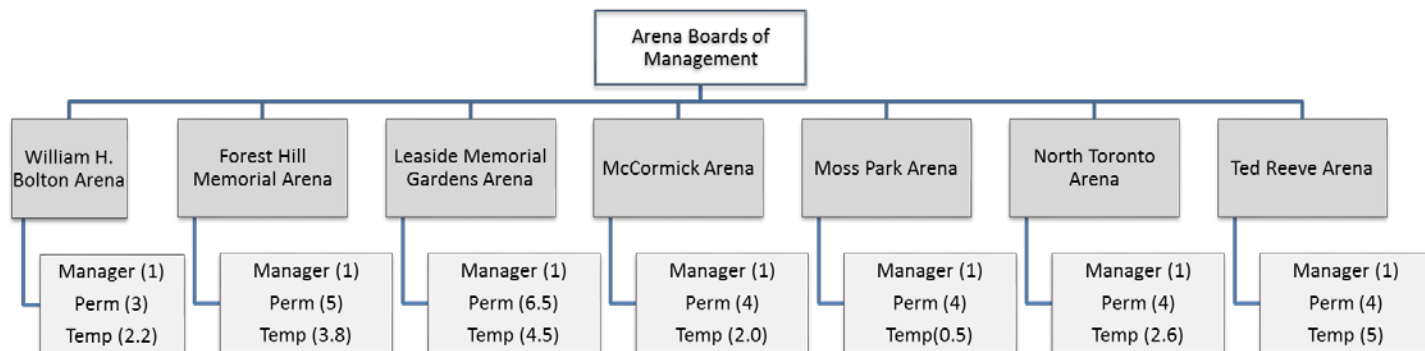 Arena Boards of
Management
William H.
Bolton Arena
Forest Hill
Memorial Arena
Leaside Memorial
Gardens Arena
McCormick Arena
Moss Park Arena
North Toronto
Arena
Ted Reeve Arena
Manager (1)
Perm (3)
Temp (2.2)
Manager (1)
Perm (5)
Temp (3.8)
Manager (1)
Perm (6.5)
Temp (4.5)
Manager (1)
Perm (4)
Temp (2.0)
Manager (1)
Perm (4)
Temp(0.5)
Manager (1)
Perm (4)
Temp (2.6)
Manager (1)
Perm (4)
Temp (5)